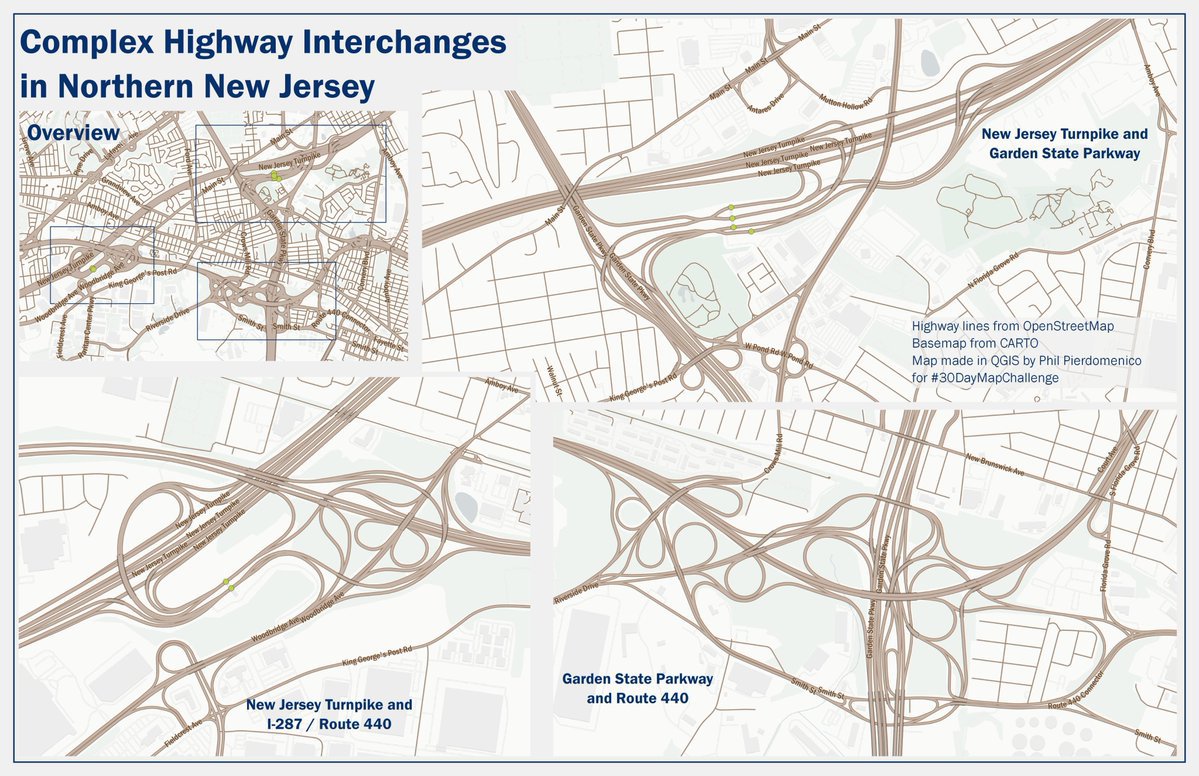 Complex Highway Interchanges
in Northern New Jersey
Overview
Main St
New Jersey Turnpike
Main St
Amboy Ave
Amboy Ave
Garden State Pkwy
New Jersey Turnpike
Woodbridge Ave
Woodbridge Ave
King George's Post Rd
Riverside Drive
Smith St
Smith St
Route 440 Connector
Smith St
Main St
Main St
Main St
Antaren Drive
Mutton Hollow Rd
Amboy Ave
New Jersey Turnpike
New Jersey Turnpike
New Jersey Turnpike
New Jersey Turnpike
New Jersey Turnpike and
Garden State Parkway
Main St
Garden State Pkwy
Garden State Pkwy
Convery Blvd
N Florida Grove Rd
W Pond Rd
W Pond Rd
Walnut St
King George's Post Rd
Highway lines from OpenStreetMap
Basemap from CARTO
Map made in QGIS by Phil Pierdomenico
for #30DayMapChallenge
Amboy Ave
New Jersey Turnpike
New Jersey Turnpike
New Jersey Turnpike
New Jersey Turnpike
Woodbridge Ave
Woodbridge Ave
King George's Post Rd
Fieldcrest Ave
New Jersey Turnpike and
I-287 / Route 440
Crows Mill Rd
New Brunswick Ave
S Florida Grove Rd
Florida Grove Rd
Garden State Pkwy
Garden State Pkwy
Riverside Drive
Smith St
Smith St
Route 440 Connector
Smith St
Garden State Parkway
and Route 440